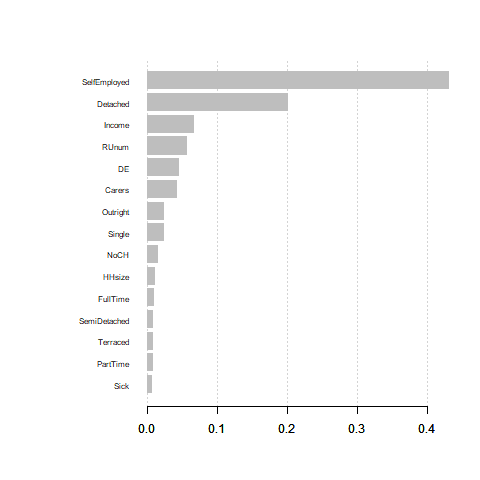 SelfEmployed
Detached
Income
RUnum
DE
Carers
Outright
Single
NoCH
HHsize
FullTime
SemiDetached
Terraced
PartTime
Sick
0.0 0.1 0.2 0.3 0.4